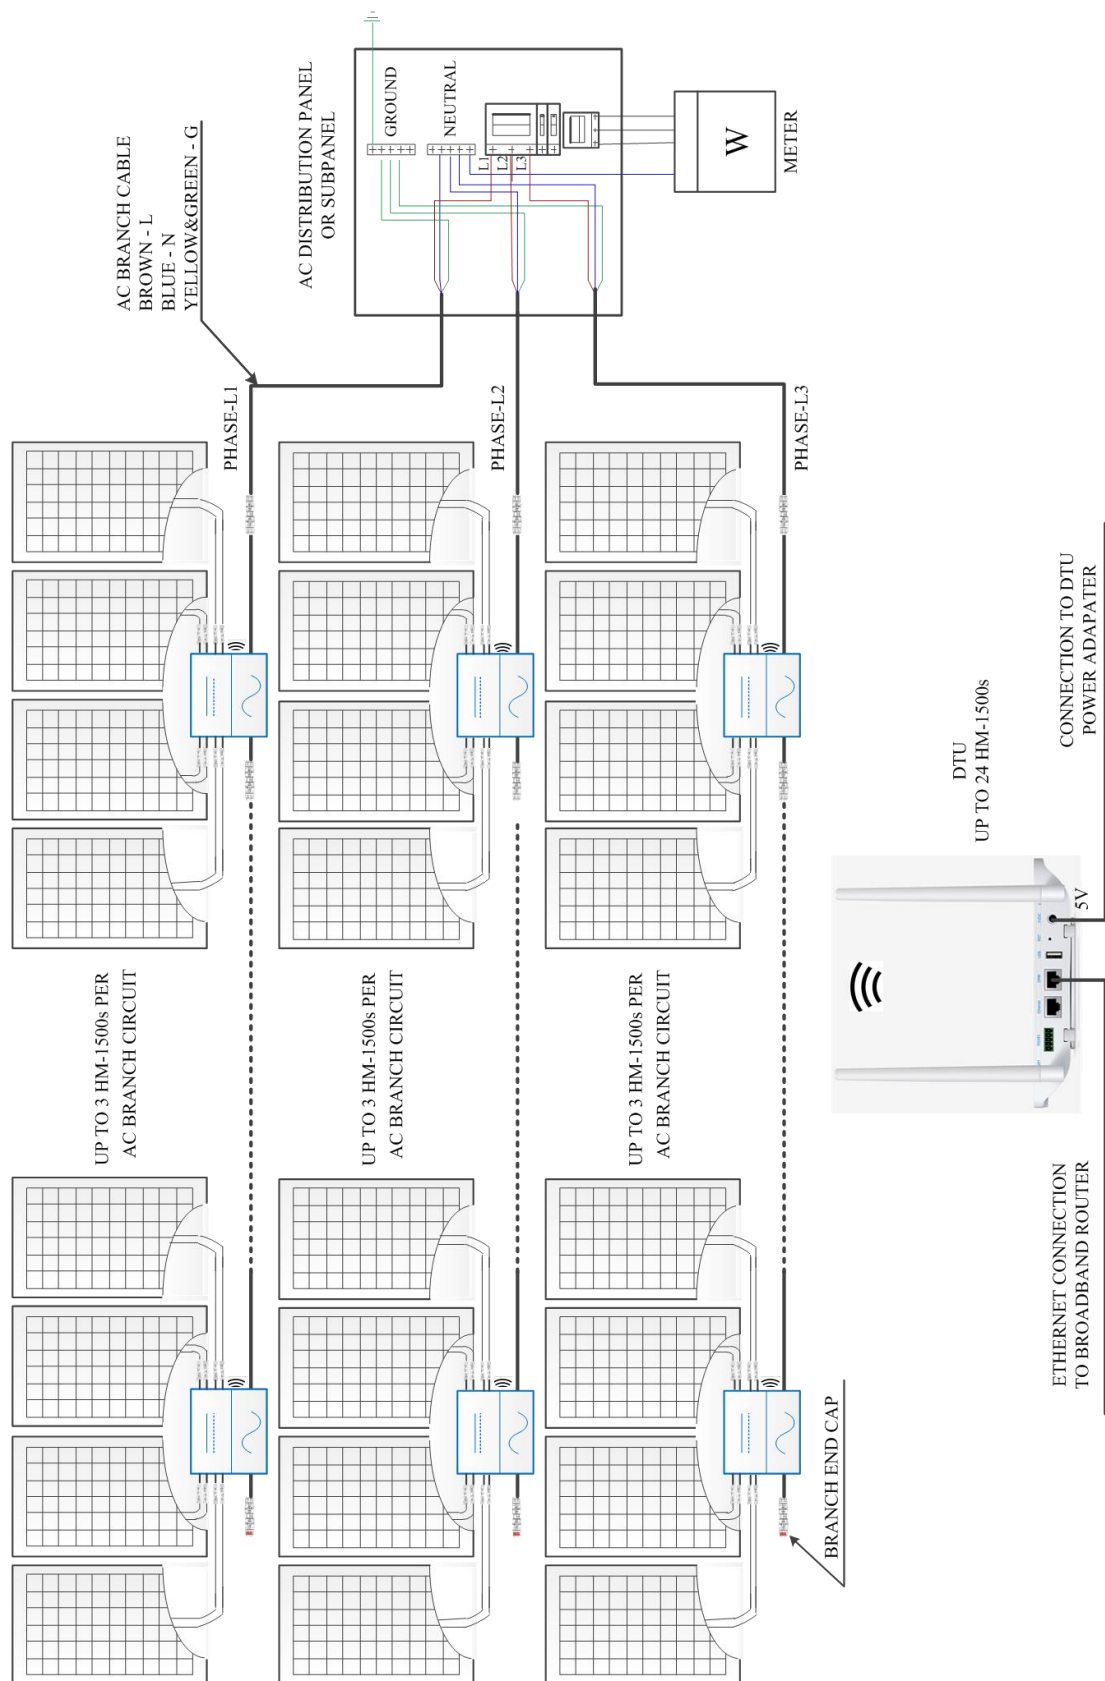 AC BRANCH CABLE
BROWN - L
BLUE - N
YELLOW&GREEN - G
AC DISTRIBUTION PANEL
OR SUBPANEL
GROUND
NEUTRAL
L1
L2
L3
W
METER
PHASE-L1
PHASE-L2
PHASE-L3
UP TO 3 HM-1500s PER
AC BRANCH CIRCUIT
UP TO 3 HM-1500s PER
AC BRANCH CIRCUIT
UP TO 3 HM-1500s PER
AC BRANCH CIRCUIT
DTU
UP TO 24 HM-1500s
CONNECTION TO DTU
POWER ADAPATER
5V
ETHERNET CONNECTION
TO BROADBAND ROUTER
BRANCH END CAP